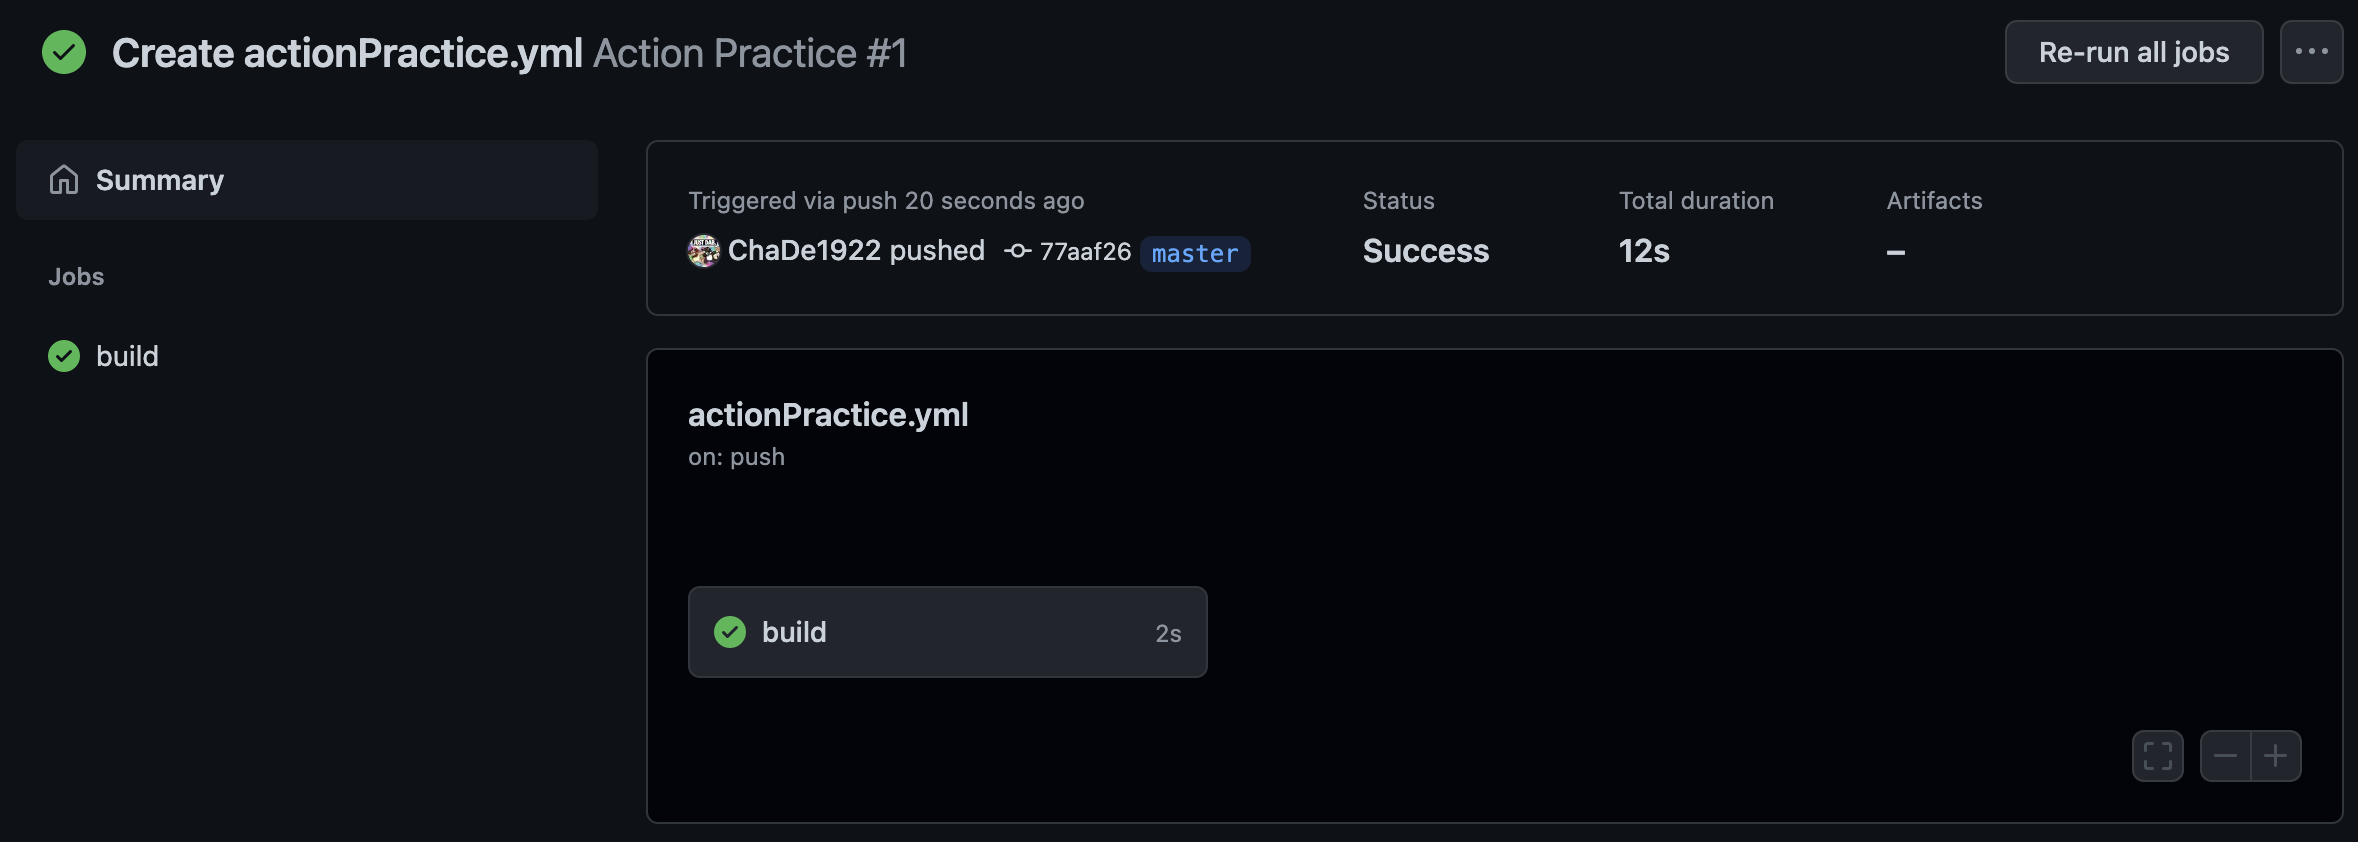 Create actionPractice.yml Action Practice #1
Re-run all jobs
Summary
Jobs
build
Triggered via push 20 seconds ago
ChaDe1922 pushed 77aaf26 master
Status
Success
Total duration
12s
Artifacts
–
actionPractice.yml
on: push
build 2s